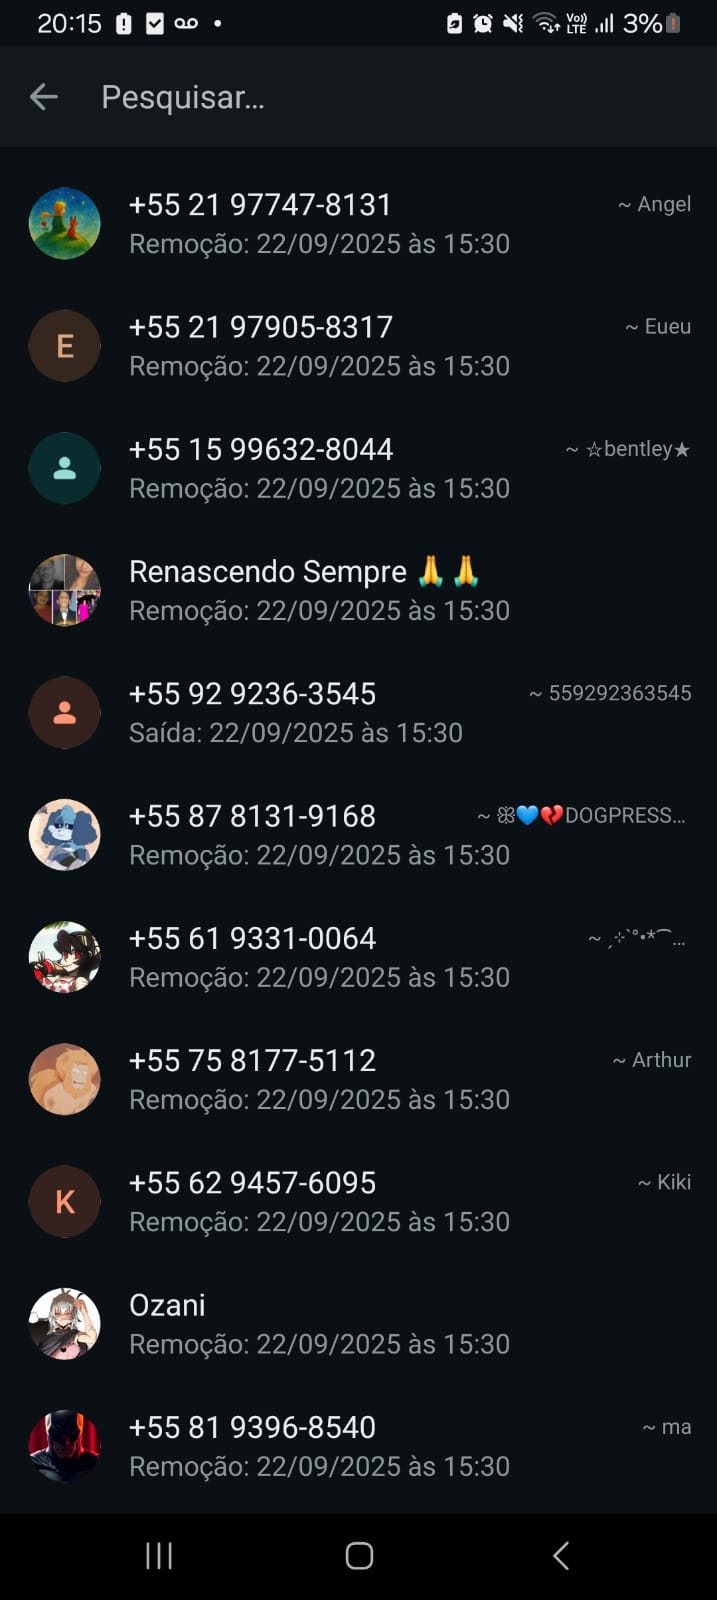 20:15 Vo)) LTE 3%
Pesquisar...
+55 21 97747-8131 ~ Angel
Remoção: 22/09/2025 às 15:30
E +55 21 97905-8317 ~ Eueu
Remoção: 22/09/2025 às 15:30
+55 15 99632-8044 ~ ☆bentley★
Remoção: 22/09/2025 às 15:30
Renascendo Sempre 🙏🙏
Remoção: 22/09/2025 às 15:30
+55 92 9236-3545 ~ 559292363545
Saída: 22/09/2025 às 15:30
+55 87 8131-9168 ~ ꕥ💙💔DOGPRESS...
Remoção: 22/09/2025 às 15:30
+55 61 9331-0064 ~ ˏ⊹ˋ°•*⁀...
Remoção: 22/09/2025 às 15:30
+55 75 8177-5112 ~ Arthur
Remoção: 22/09/2025 às 15:30
K +55 62 9457-6095 ~ Kiki
Remoção: 22/09/2025 às 15:30
Ozani
Remoção: 22/09/2025 às 15:30
+55 81 9396-8540 ~ ma
Remoção: 22/09/2025 às 15:30